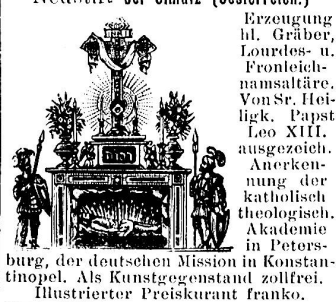 Neustift bei Olmütz (Oesterreich.)
Erzeugung
hl. Gräber,
Lourdes- u.
Fronleich-
namsaltäre.
Von Sr. Hei-
ligk. Papst
Leo XIII.
ausgezeich.
Anerken-
nung der
katholisch
theologisch.
Akademie
in Peters-
burg, der deutschen Mission in Konstan-
tinopel. Als Kunstgegenstand zollfrei.
Illustrierter Preiskurant franko.